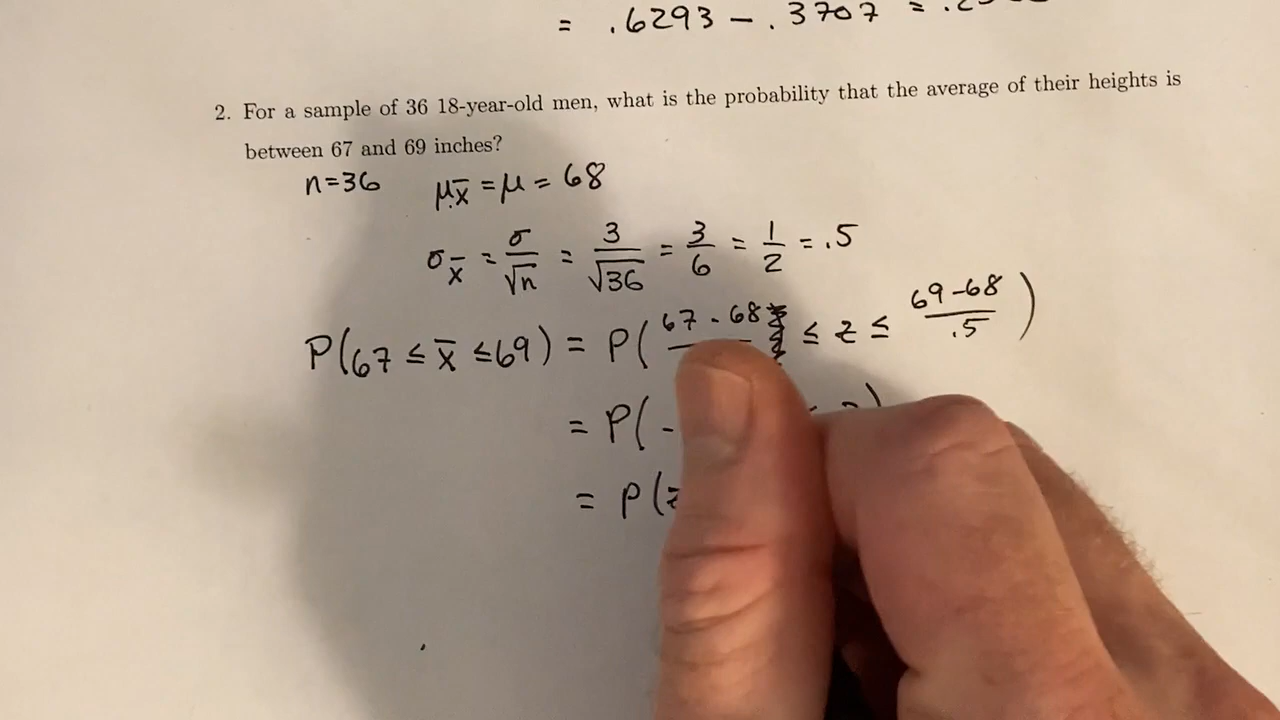 = .6293 - .3707 = .2
2. For a sample of 36 18-year-old men, what is the probability that the average of their heights is
between 67 and 69 inches?
n=36 μx̄ = μ = 68
σx̄ = σ/√n = 3/√36 = 3/6 = 1/2 = .5
P(67 ≤ x̄ ≤ 69) = P( 67 - 68 ≤ z ≤ (69-68)/.5 )
= P( -
= P(z